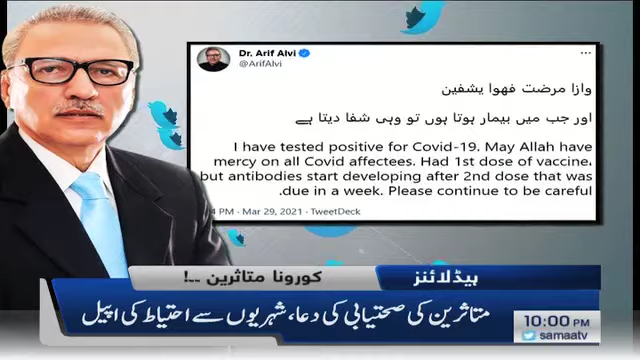 Dr. Arif Alvi
@ArifAlvi
وازا مرضت فهوا يشفين
اور جب میں بیمار ہوتا ہوں تو وہی شفا دیتا ہے
I have tested positive for Covid-19. May Allah have
mercy on all Covid affectees. Had 1st dose of vaccine,
but antibodies start developing after 2nd dose that was
due in a week. Please continue to be careful.
4 PM - Mar 29, 2021 - TweetDeck
ہیڈلائنز
کورونا متاثرین --!
متاثرین کی صحتیابی کی دعا، شہریوں سے احتیاط کی اپیل
10:00 PM
samaatv